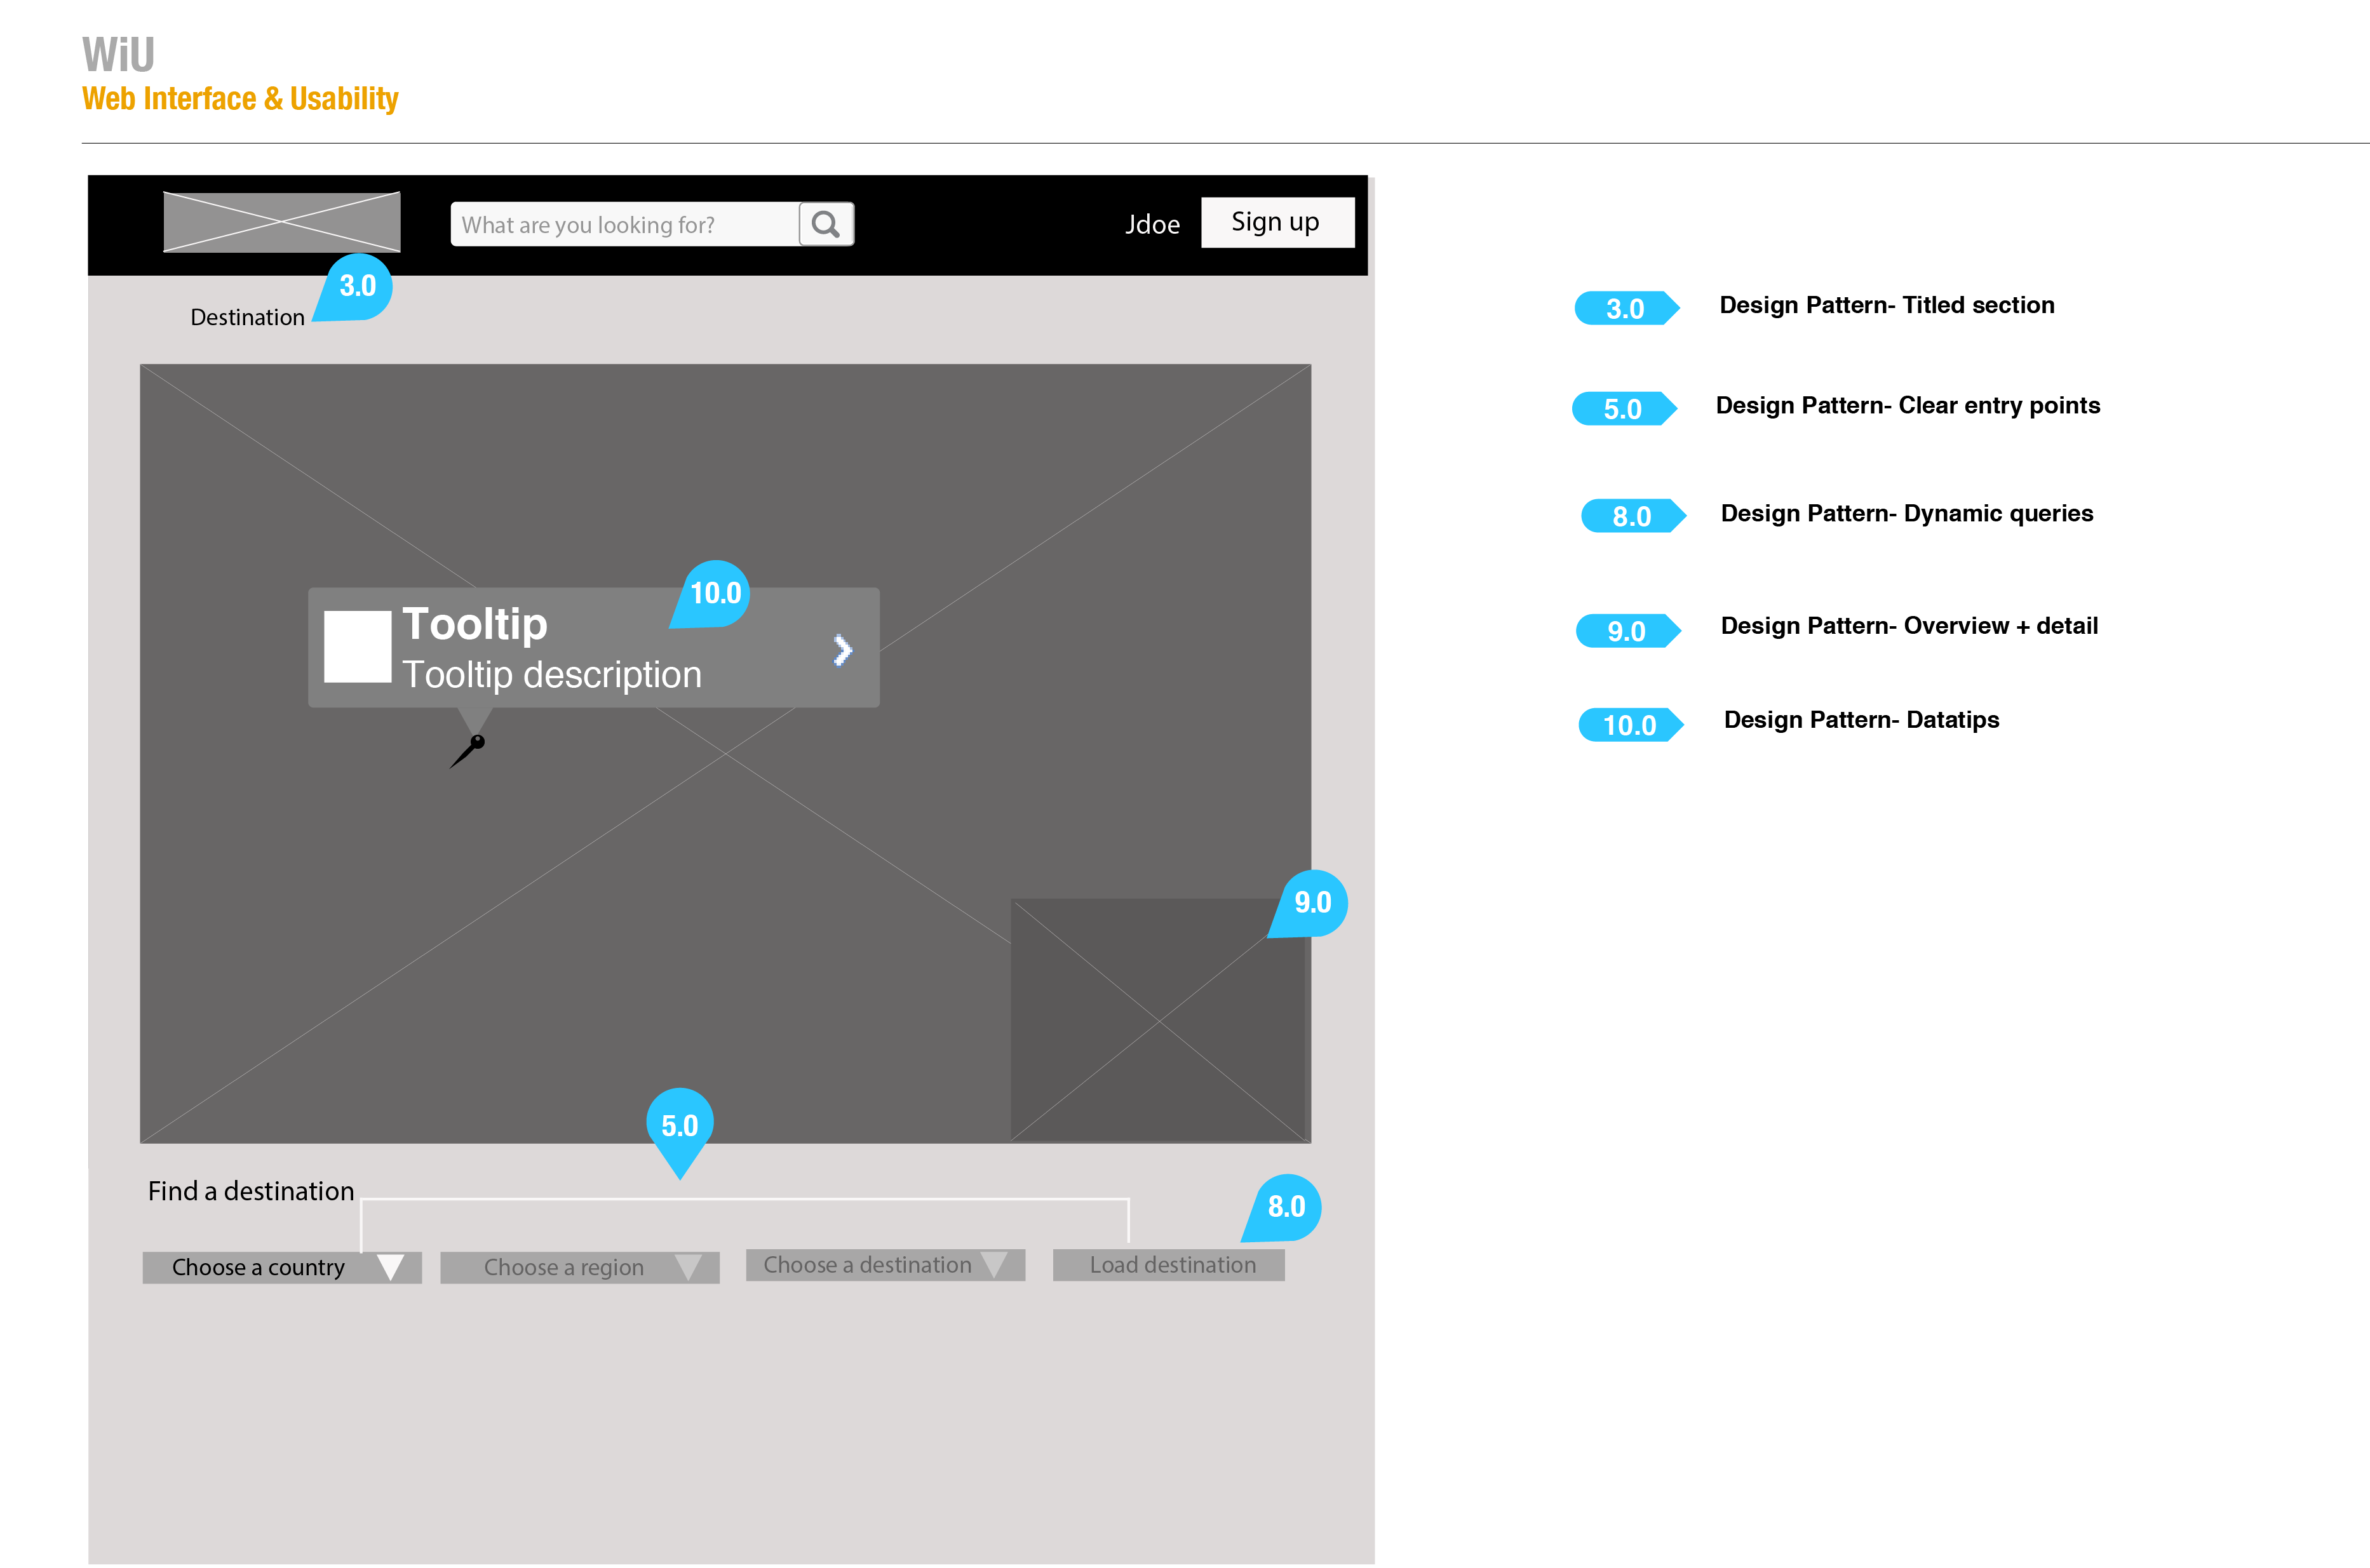 WiU
Web Interface & Usability
What are you looking for?
Jdoe
Sign up
3.0
Destination
10.0
Tooltip
Tooltip description
9.0
5.0
Find a destination
8.0
Choose a country
Choose a region
Choose a destination
Load destination
3.0 Design Pattern- Titled section
5.0 Design Pattern- Clear entry points
8.0 Design Pattern- Dynamic queries
9.0 Design Pattern- Overview + detail
10.0 Design Pattern- Datatips